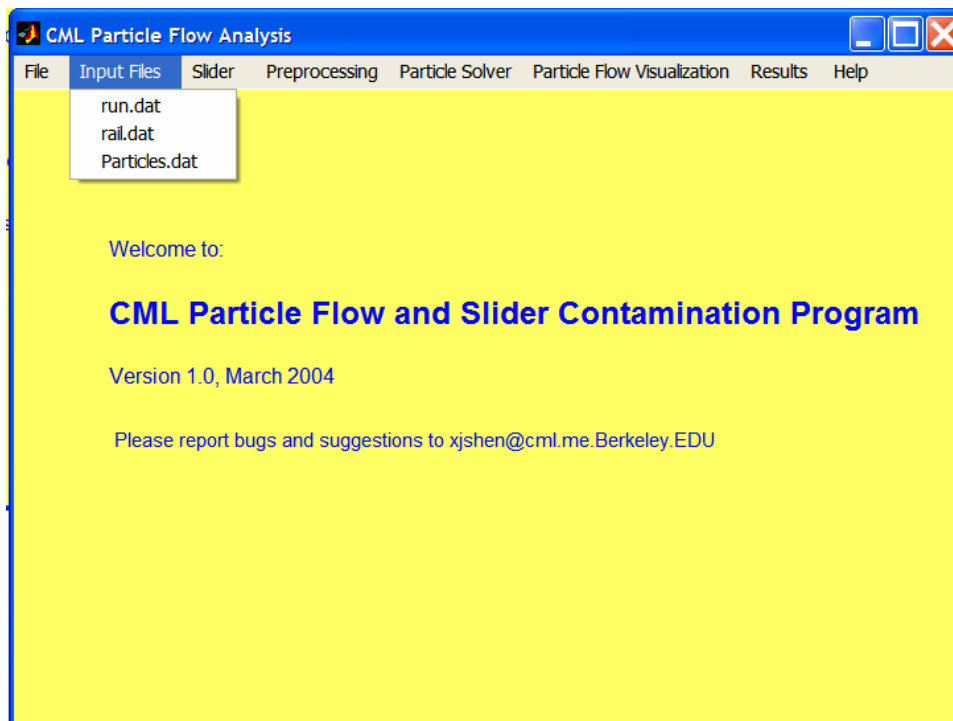 CML Particle Flow Analysis
File Input Files Slider Preprocessing Particle Solver Particle Flow Visualization Results Help
run.dat
rail.dat
Particles.dat
Welcome to:
CML Particle Flow and Slider Contamination Program
Version 1.0, March 2004
Please report bugs and suggestions to xjshen@cml.me.Berkeley.EDU